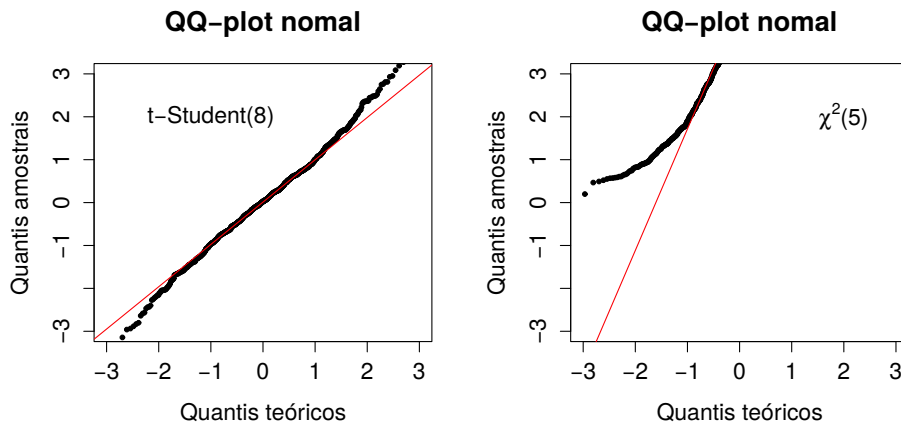 QQ−plot nomal
t−Student(8)
3
2
1
0
−1
−3
Quantis amostrais
−3 −2 −1 0 1 2 3
Quantis teóricos
QQ−plot nomal
χ²(5)
3
2
1
0
−1
−3
Quantis amostrais
−3 −2 −1 0 1 2 3
Quantis teóricos